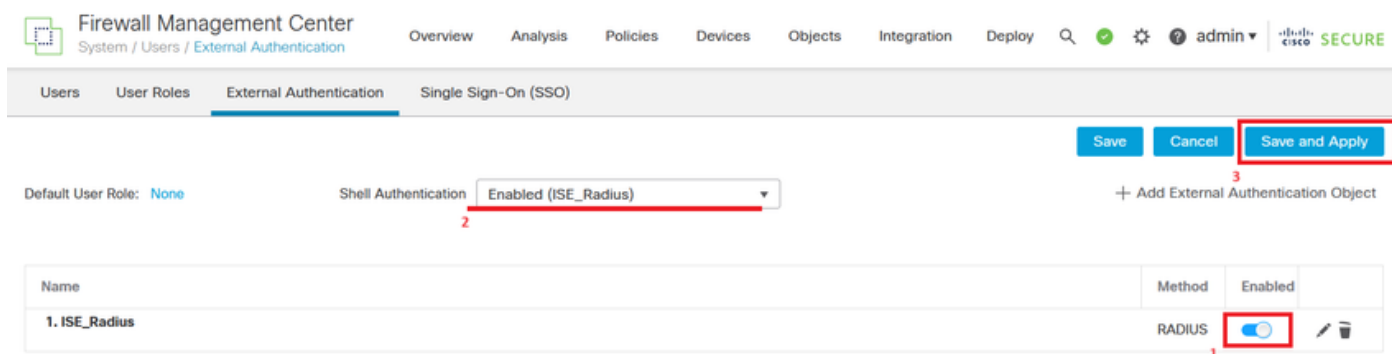 Firewall Management Center
System / Users / External Authentication
Overview Analysis Policies Devices Objects Integration Deploy admin CISCO SECURE
Users User Roles External Authentication Single Sign-On (SSO)
Save Cancel Save and Apply
3
Default User Role: None Shell Authentication Enabled (ISE_Radius) + Add External Authentication Object
2
Name Method Enabled
1. ISE_Radius RADIUS
1